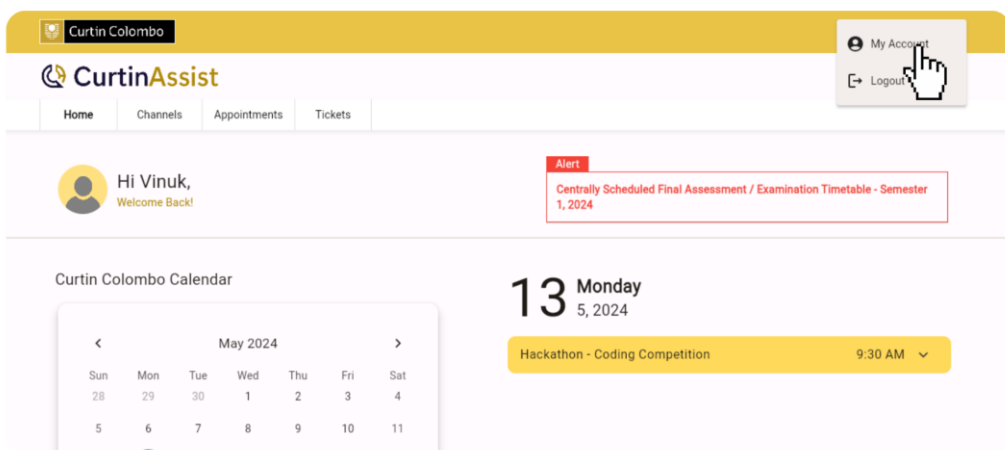 Curtin Colombo
My Account
CurtinAssist
Logout
Home Channels Appointments Tickets
Alert
Hi Vinuk,
Welcome Back!
Centrally Scheduled Final Assessment / Examination Timetable - Semester
1, 2024
Curtin Colombo Calendar
13 Monday
5, 2024
May 2024
Hackathon - Coding Competition 9:30 AM
Sun Mon Tue Wed Thu Fri Sat
28 29 30 1 2 3 4
5 6 7 8 9 10 11